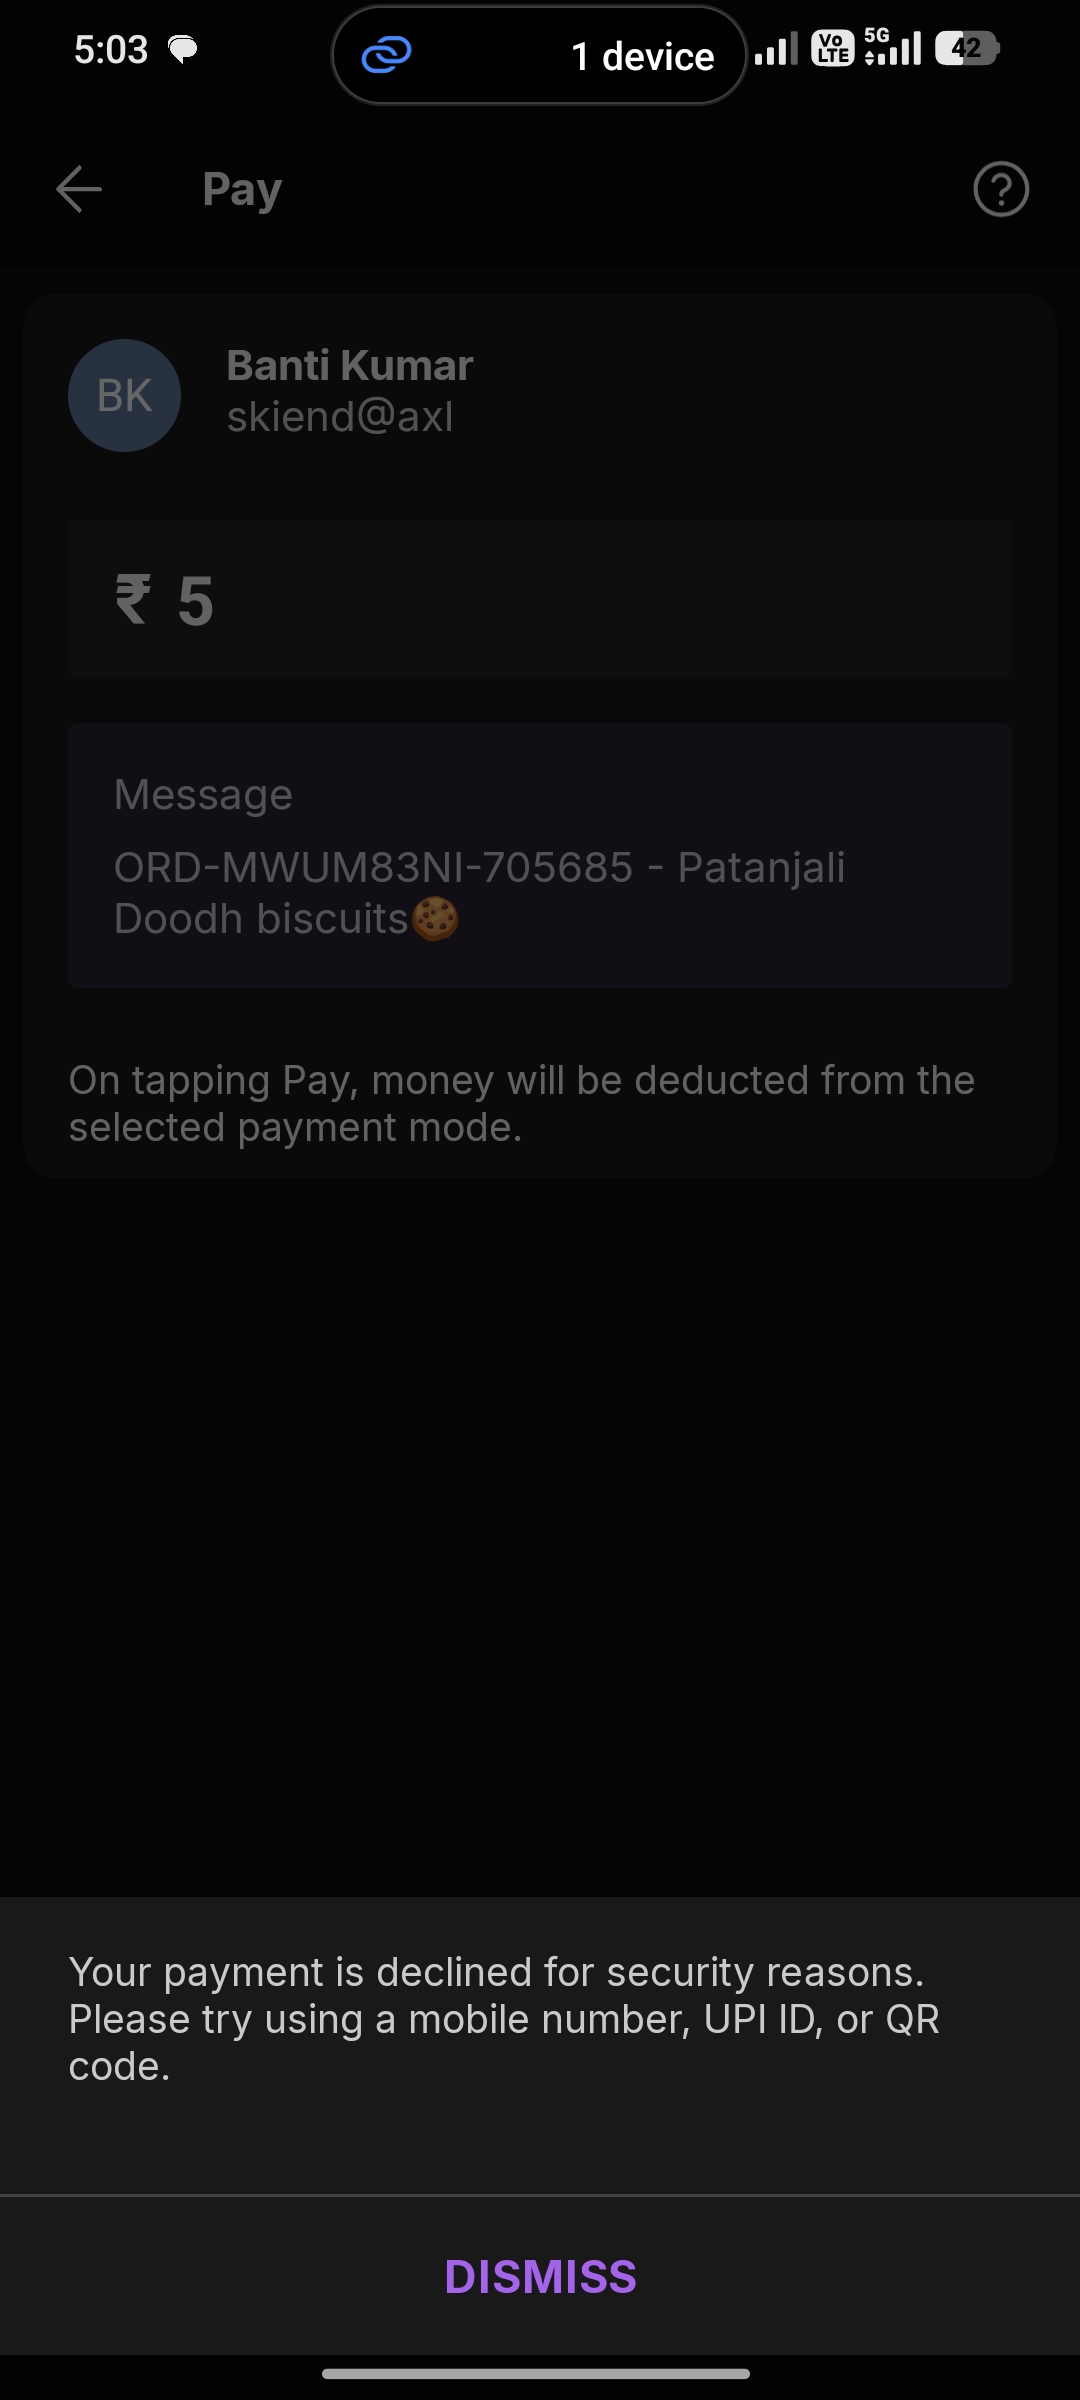 5:03
1 device
Vo
LTE
5G
42
Pay
BK
Banti Kumar
skiend@axl
₹ 5
Message
ORD-MWUM83NI-705685 - Patanjali
Doodh biscuits🍪
On tapping Pay, money will be deducted from the
selected payment mode.
Your payment is declined for security reasons.
Please try using a mobile number, UPI ID, or QR
code.
DISMISS